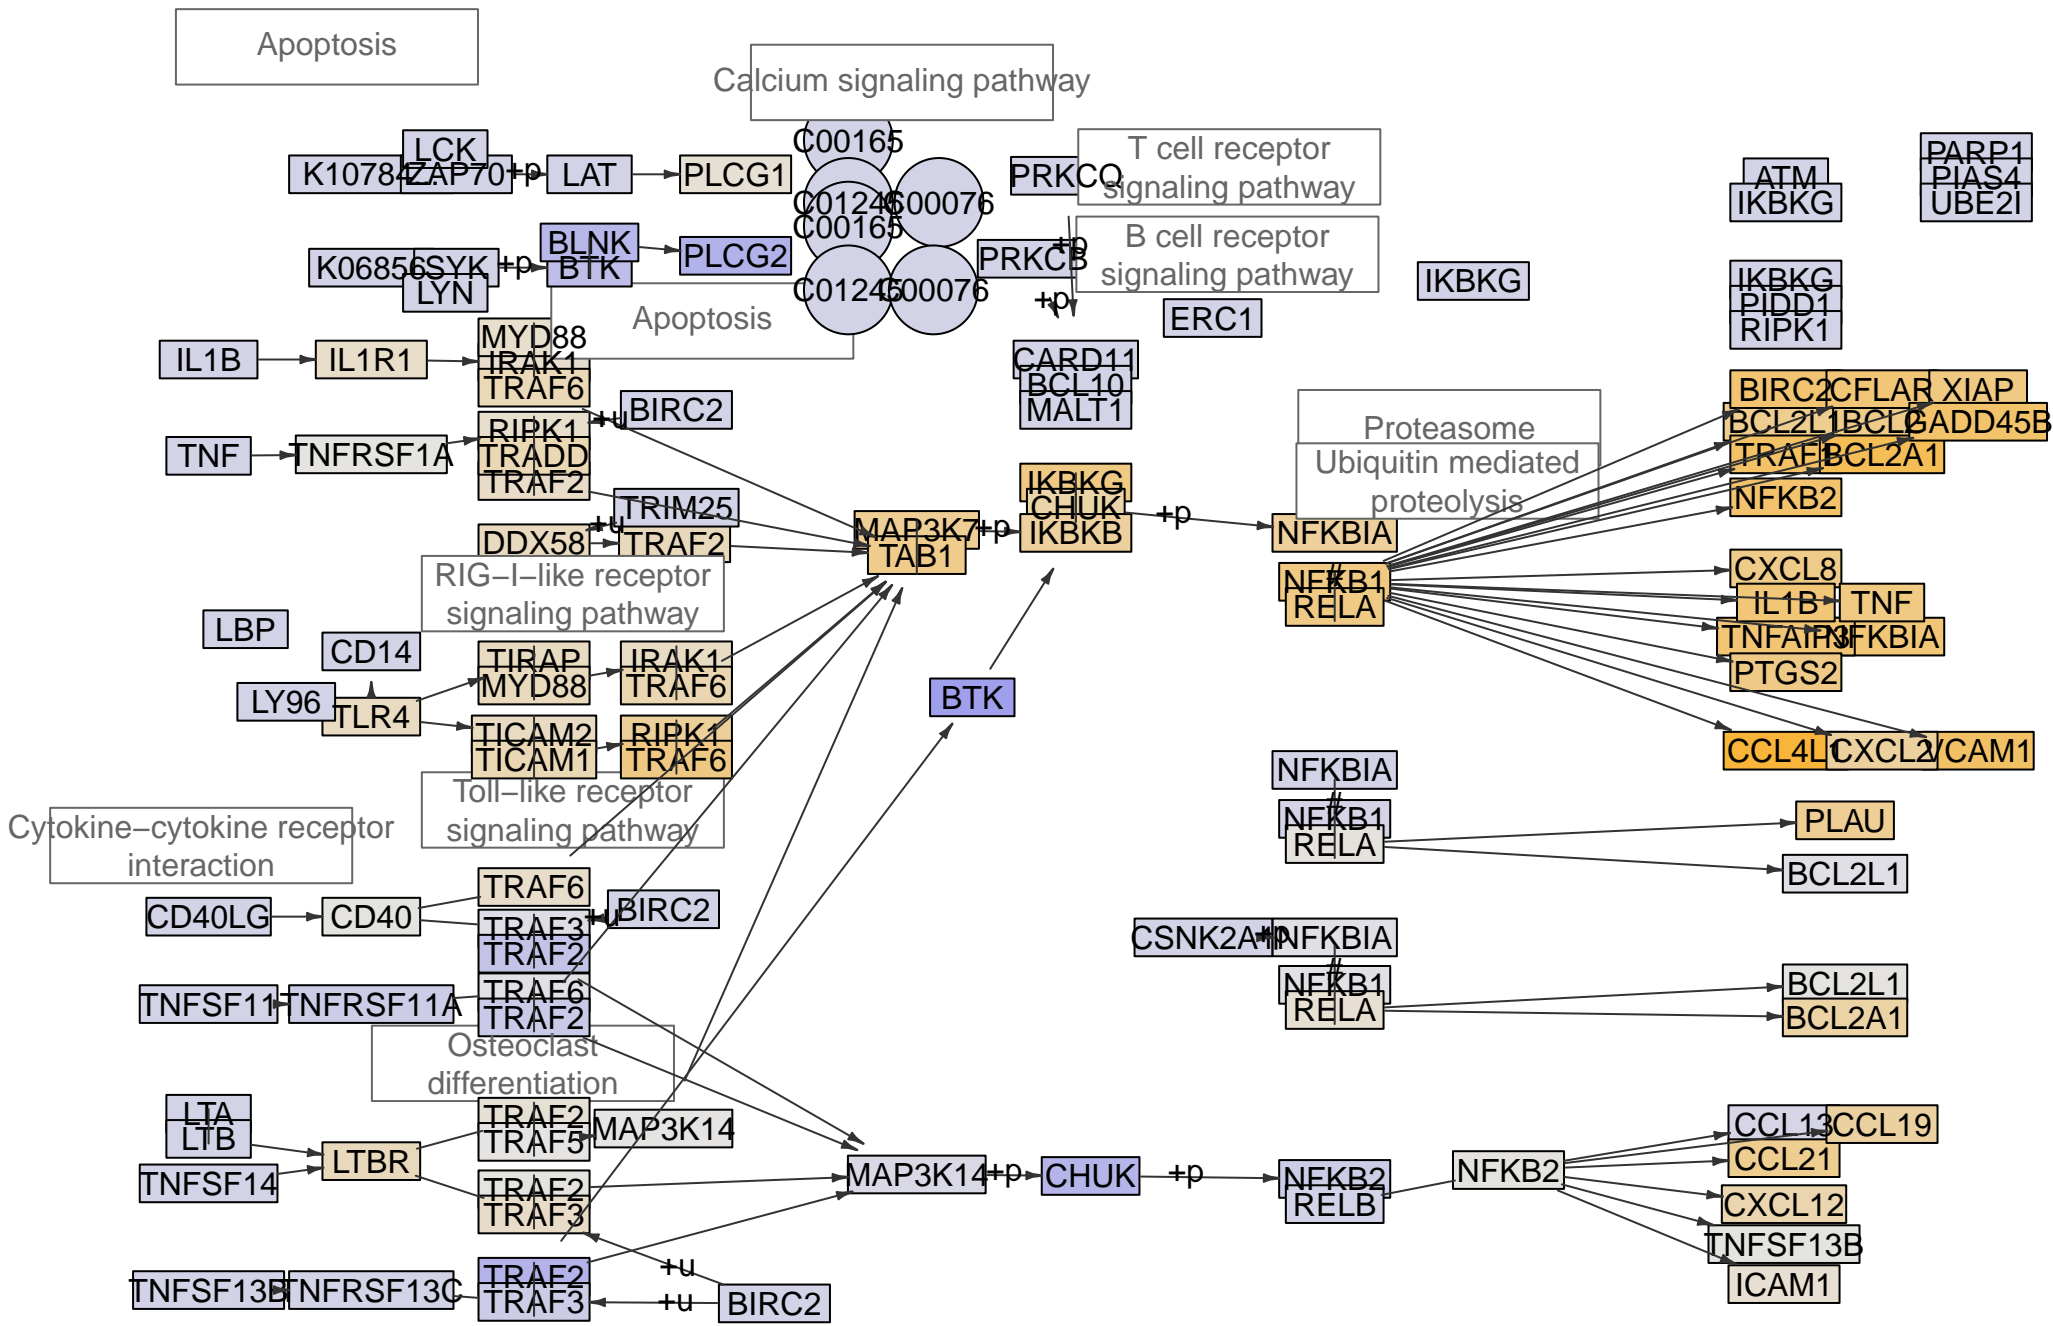 Apoptosis
Calcium signaling pathway
C00165
LCK
K10784
ZAP70
+p
LAT
PLCG1
PRKCQ
T cell receptor
signaling pathway
PARP1
PIAS4
UBE2I
ATM
IKBKG
C01245
C00076
C00165
BLNK
BTK
PLCG2
K06856
SYK
+p
LYN
PRKCB
+p
B cell receptor
signaling pathway
C01245
C00076
+p
ERC1
IKBKG
IKBKG
PIDD1
RIPK1
Apoptosis
IL1B
IL1R1
MYD88
IRAK1
TRAF6
CARD11
BCL10
MALT1
BIRC2
+u
TNF
TNFRSF1A
RIPK1
TRADD
TRAF2
Proteasome
Ubiquitin mediated
proteolysis
BIRC2
CFLAR
XIAP
BCL2L1
BCL2
GADD45B
TRAF1
BCL2A1
NFKB2
TRIM25
+u
DDX58
TRAF2
MAP3K7
TAB1
+p
IKBKG
CHUK
IKBKB
+p
NFKBIA
NFKB1
RELA
CXCL8
IL1B
TNF
TNFAIP3
NFKBIA
PTGS2
RIG−I−like receptor
signaling pathway
LBP
CD14
LY96
TLR4
TIRAP
MYD88
IRAK1
TRAF6
TICAM2
TICAM1
RIPK1
TRAF6
BTK
CCL4L1
CXCL2
VCAM1
Toll−like receptor
signaling pathway
NFKBIA
//
NFKB1
RELA
PLAU
BCL2L1
Cytokine−cytokine receptor
interaction
TRAF6
CD40LG
CD40
TRAF3
TRAF2
+u
BIRC2
CSNK2A1
+p
NFKBIA
//
NFKB1
RELA
BCL2L1
BCL2A1
TNFSF11
TNFRSF11A
TRAF6
TRAF2
Osteoclast
differentiation
LTA
LTB
TNFSF14
LTBR
TRAF2
TRAF5
MAP3K14
TRAF2
TRAF3
MAP3K14
+p
CHUK
+p
NFKB2
RELB
NFKB2
CCL13
CCL19
CCL21
CXCL12
TNFSF13B
ICAM1
TNFSF13B
TNFRSF13C
TRAF2
TRAF3
+u
+u
BIRC2